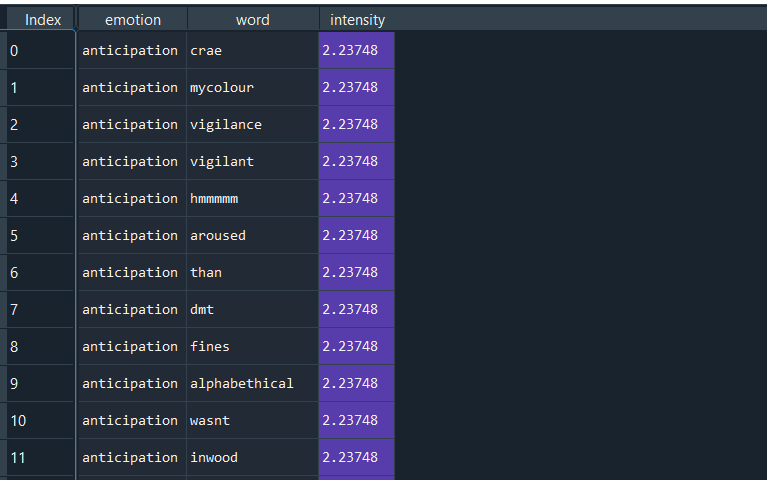 Index emotion word intensity
0 anticipation crae 2.23748
1 anticipation mycolour 2.23748
2 anticipation vigilance 2.23748
3 anticipation vigilant 2.23748
4 anticipation hmmmmm 2.23748
5 anticipation aroused 2.23748
6 anticipation than 2.23748
7 anticipation dmt 2.23748
8 anticipation fines 2.23748
9 anticipation alphabethical 2.23748
10 anticipation wasnt 2.23748
11 anticipation inwood 2.23748